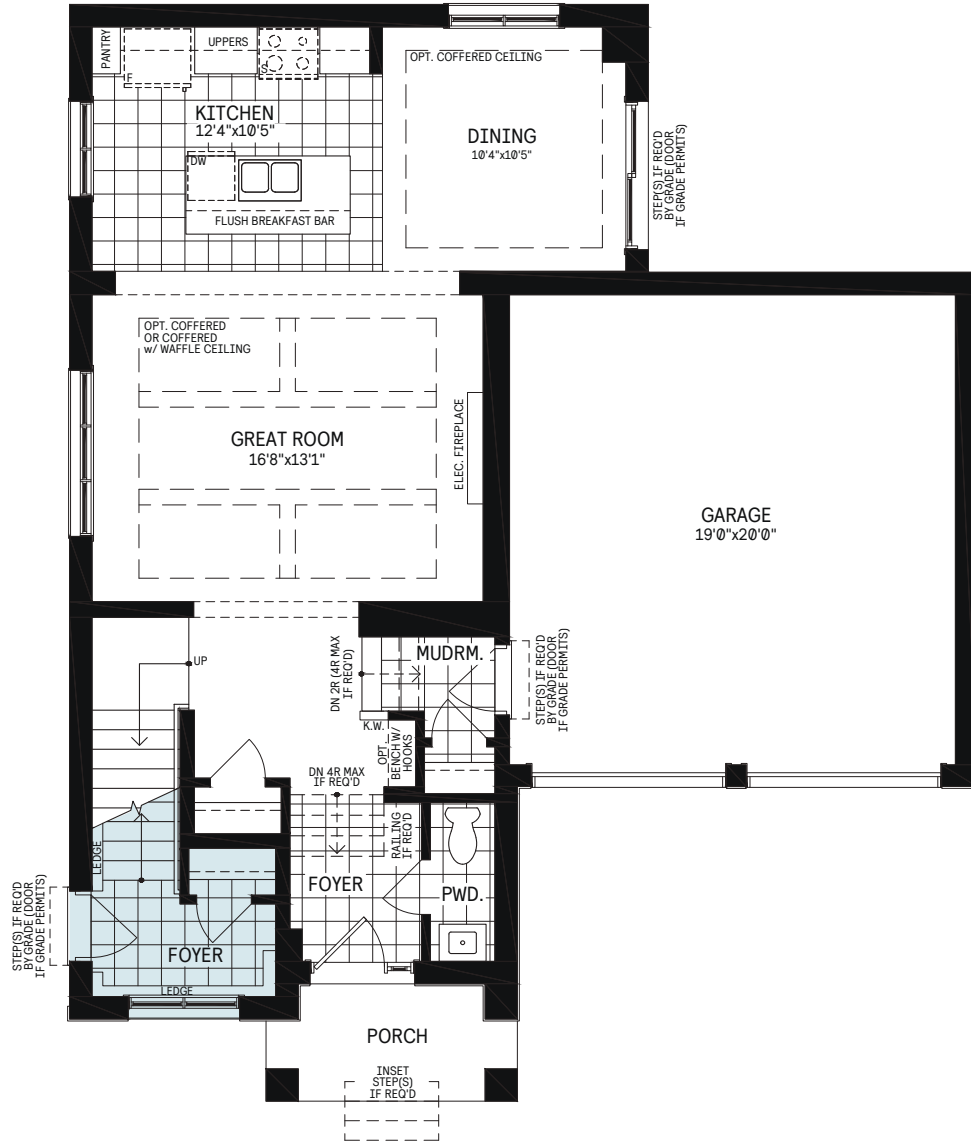 PANTRY
UPPERS
F
S
OPT. COFFERED CEILING
KITCHEN
12'4"x10'5"
DINING
10'4"x10'5"
DW
FLUSH BREAKFAST BAR
STEP(S) IF REQ'D
BY GRADE (DOOR
IF GRADE PERMITS)
OPT. COFFERED
OR COFFERED
w/ WAFFLE CEILING
GREAT ROOM
16'8"x13'1"
ELEC. FIREPLACE
GARAGE
19'0"x20'0"
UP
DN 2R (4R MAX
IF REQ'D)
MUDRM.
STEP(S) IF REQ'D
BY GRADE (DOOR
IF GRADE PERMITS)
K.W.
OPT.
BENCH W/
HOOKS
DN 4R MAX
IF REQ'D
RAILING
IF REQ'D
LEDGE
FOYER
PWD.
STEP(S) IF REQ'D
BY GRADE (DOOR
IF GRADE PERMITS)
FOYER
LEDGE
PORCH
INSET
STEP(S)
IF REQ'D